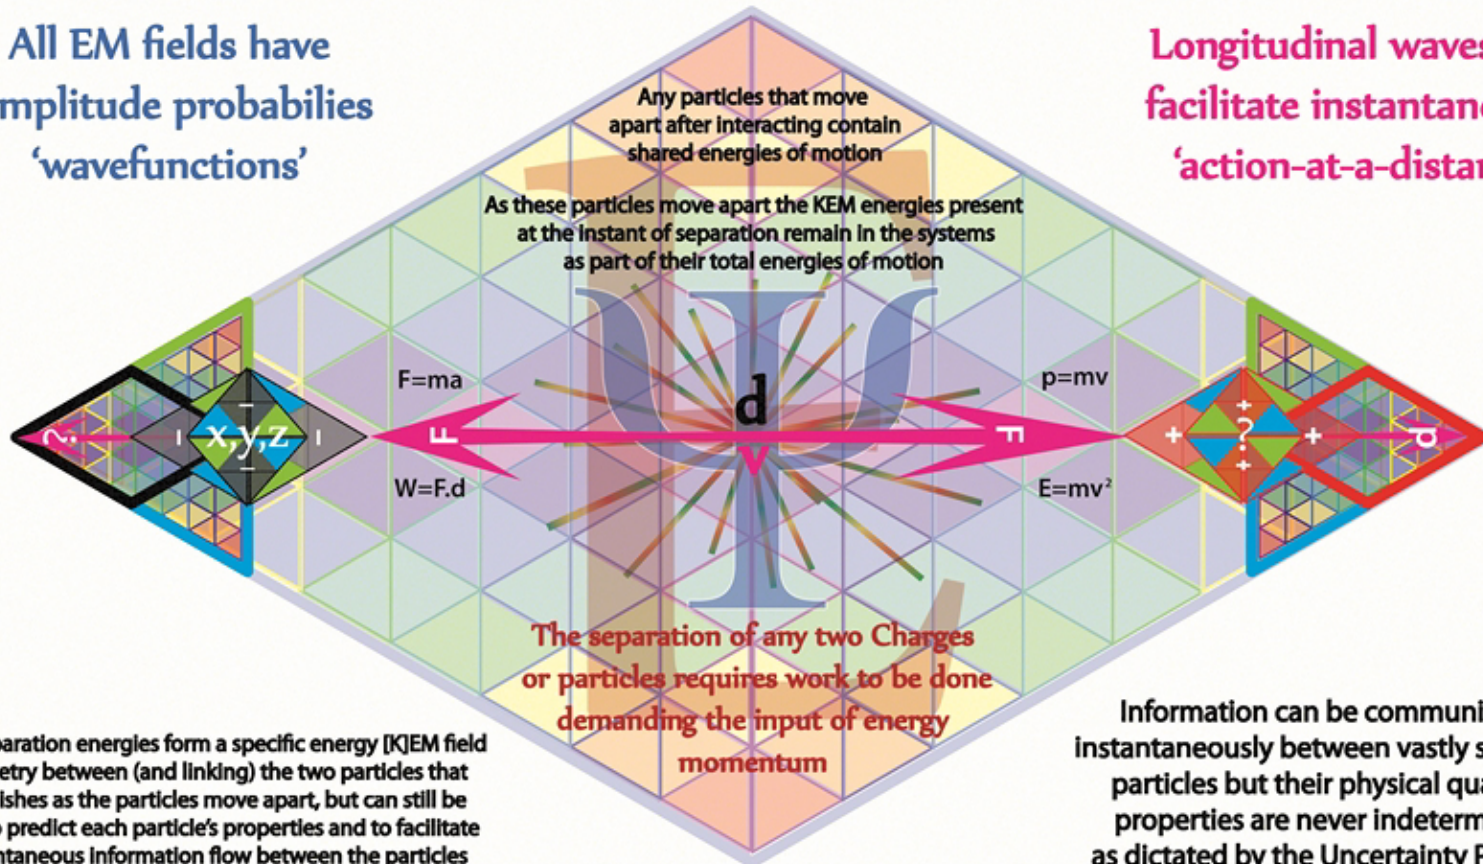 All EM fields have
mplitude probabilies
‘wavefunctions’
Longitudinal waves
facilitate instantan
‘action-at-a-distan
Any particles that move
apart after interacting contain
shared energies of motion
As these particles move apart the KEM energies present
at the instant of separation remain in the systems
as part of their total energies of motion
E
Ψ
d
v
F=ma
p=mv
F
F
W=F.d
E=mv²
?
x,y,z
–
–
–
–
+
+
+
+
?
d
The separation of any two Charges
or particles requires work to be done
demanding the input of energy
momentum
paration energies form a specific energy [K]EM field
etry between (and linking) the two particles that
ishes as the particles move apart, but can still be
predict each particle's properties and to facilitate
ntaneous information flow between the particles
Information can be communi
instantaneously between vastly s
particles but their physical qua
properties are never indeterm
as dictated by the Uncertainty P